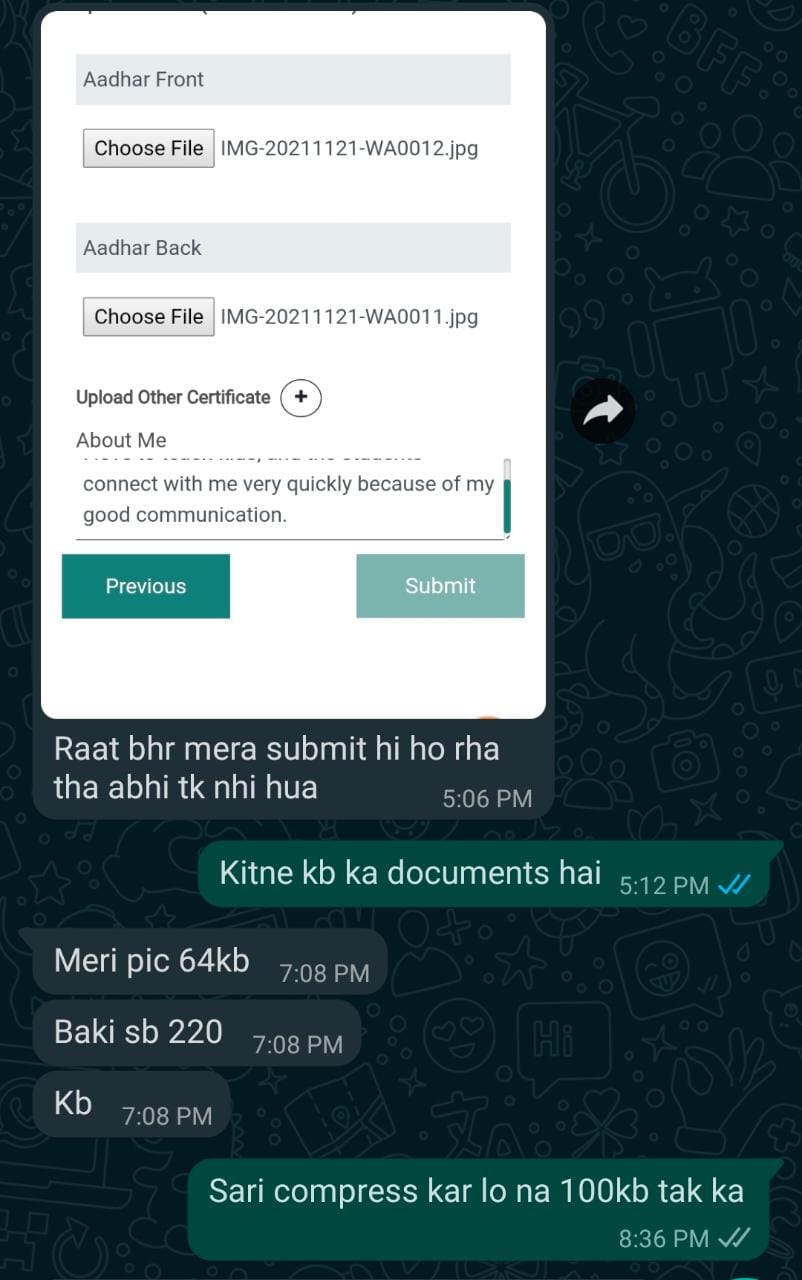 Aadhar Front
Choose File IMG-20211121-WA0012.jpg
Aadhar Back
Choose File IMG-20211121-WA0011.jpg
Upload Other Certificate +
About Me
connect with me very quickly because of my
good communication.
Previous Submit
Raat bhr mera submit hi ho rha
tha abhi tk nhi hua
5:06 PM
Kitne kb ka documents hai 5:12 PM
Meri pic 64kb 7:08 PM
Baki sb 220 7:08 PM
Kb 7:08 PM
Sari compress kar lo na 100kb tak ka
8:36 PM